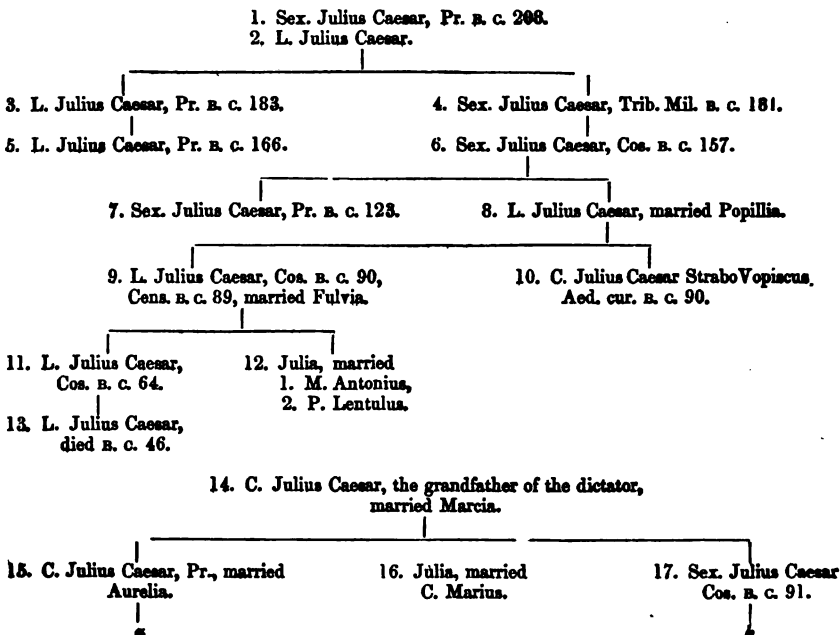 1. Sex. Julius Caesar, Pr. B. C. 208.
2. L. Julius Caesar.
3. L. Julius Caesar, Pr. B. C. 183.
4. Sex. Julius Caesar, Trib. Mil. B. C. 181.
5. L. Julius Caesar, Pr. B. C. 166.
6. Sex. Julius Caesar, Cos. B. C. 157.
7. Sex. Julius Caesar, Pr. B. C. 123.
8. L. Julius Caesar, married Popillia.
9. L. Julius Caesar, Cos. B. C. 90,
Cens. B. C. 89, married Fulvia.
10. C. Julius Caesar Strabo Vopiscus.
Aed. cur. B. C. 90.
11. L. Julius Caesar,
Cos. B. C. 64.
12. Julia, married
1. M. Antonius,
2. P. Lentulus.
13. L. Julius Caesar,
died B. C. 46.
14. C. Julius Caesar, the grandfather of the dictator,
married Marcia.
15. C. Julius Caesar, Pr., married
Aurelia.
16. Julia, married
C. Marius.
17. Sex. Julius Caesar
Cos. B. C. 91.